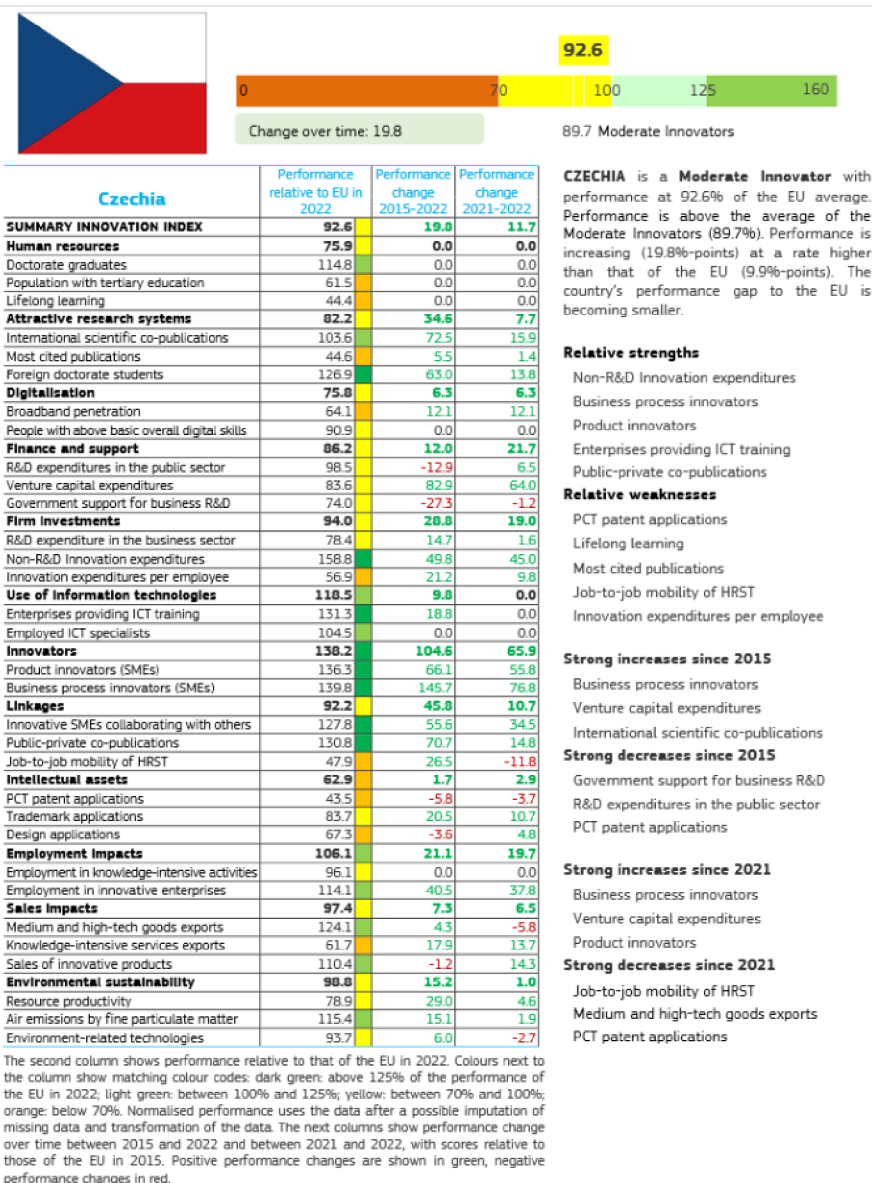 92.6
0 70 100 125 160
Change over time: 19.8
89.7 Moderate Innovators
Czechia
Performance relative to EU in 2022
Performance change 2015-2022
Performance change 2021-2022
SUMMARY INNOVATION INDEX 92.6 19.8 11.7
Human resources 75.9 0.0 0.0
Doctorate graduates 114.8 0.0 0.0
Population with tertiary education 61.5 0.0 0.0
Lifelong learning 44.4 0.0 0.0
Attractive research systems 82.2 34.6 7.7
International scientific co-publications 103.6 72.5 15.9
Most cited publications 44.6 5.5 1.4
Foreign doctorate students 126.9 63.0 13.8
Digitalisation 75.8 6.3 6.3
Broadband penetration 64.1 12.1 12.1
People with above basic overall digital skills 90.9 0.0 0.0
Finance and support 86.2 12.0 21.7
R&D expenditures in the public sector 98.5 -12.9 6.5
Venture capital expenditures 83.6 82.9 64.0
Government support for business R&D 74.0 -27.3 -1.2
Firm investments 94.0 28.8 19.0
R&D expenditure in the business sector 78.4 14.7 1.6
Non-R&D Innovation expenditures 158.8 49.8 45.0
Innovation expenditures per employee 56.9 21.2 9.8
Use of information technologies 118.5 9.8 0.0
Enterprises providing ICT training 131.3 18.8 0.0
Employed ICT specialists 104.5 0.0 0.0
Innovators 138.2 104.6 65.9
Product innovators (SMEs) 136.3 66.1 55.8
Business process innovators (SMEs) 139.8 145.7 76.8
Linkages 92.2 45.8 10.7
Innovative SMEs collaborating with others 127.8 55.6 34.5
Public-private co-publications 130.8 70.7 14.8
Job-to-job mobility of HRST 47.9 26.5 -11.8
Intellectual assets 62.9 1.7 2.9
PCT patent applications 43.5 -5.8 -3.7
Trademark applications 83.7 20.5 10.7
Design applications 67.3 -3.6 4.8
Employment impacts 106.1 21.1 19.7
Employment in knowledge-intensive activities 96.1 0.0 0.0
Employment in innovative enterprises 114.1 40.5 37.8
Sales impacts 97.4 7.3 6.5
Medium and high-tech goods exports 124.1 4.3 -5.8
Knowledge-intensive services exports 61.7 17.9 13.7
Sales of innovative products 110.4 -1.2 14.3
Environmental sustainability 98.8 15.2 1.0
Resource productivity 78.9 29.0 4.6
Air emissions by fine particulate matter 115.4 15.1 1.9
Environment-related technologies 93.7 6.0 -2.7
The second column shows performance relative to that of the EU in 2022. Colours next to
the column show matching colour codes: dark green: above 125% of the performance of
the EU in 2022; light green: between 100% and 125%; yellow: between 70% and 100%;
orange: below 70%. Normalised performance uses the data after a possible imputation of
missing data and transformation of the data. The next columns show performance change
over time between 2015 and 2022 and between 2021 and 2022, with scores relative to
those of the EU in 2015. Positive performance changes are shown in green, negative
performance changes in red.
CZECHIA is a Moderate Innovator with
performance at 92.6% of the EU average.
Performance is above the average of the
Moderate Innovators (89.7%). Performance is
increasing (19.8%-points) at a rate higher
than that of the EU (9.9%-points). The
country's performance gap to the EU is
becoming smaller.
Relative strengths
Non-R&D Innovation expenditures
Business process innovators
Product innovators
Enterprises providing ICT training
Public-private co-publications
Relative weaknesses
PCT patent applications
Lifelong learning
Most cited publications
Job-to-job mobility of HRST
Innovation expenditures per employee
Strong increases since 2015
Business process innovators
Venture capital expenditures
International scientific co-publications
Strong decreases since 2015
Government support for business R&D
R&D expenditures in the public sector
PCT patent applications
Strong increases since 2021
Business process innovators
Venture capital expenditures
Product innovators
Strong decreases since 2021
Job-to-job mobility of HRST
Medium and high-tech goods exports
PCT patent applications